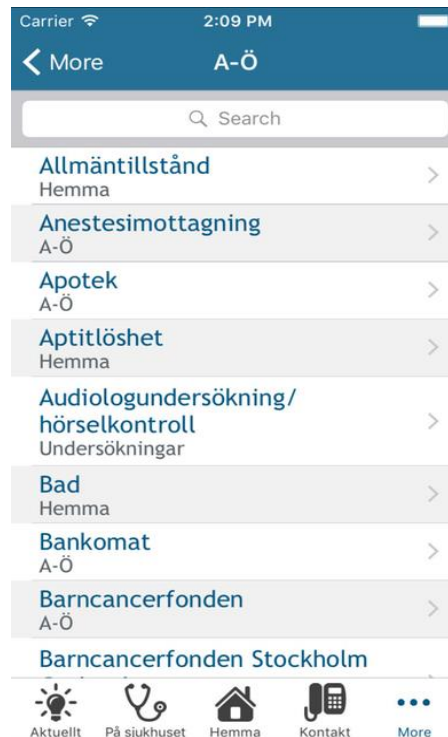 Carrier 2:09 PM
More A-Ö
Search
Allmäntillstånd
Hemma
Anestesimottagning
A-Ö
Apotek
A-Ö
Aptitlöshet
Hemma
Audiologundersökning/
hörselkontroll
Undersökningar
Bad
Hemma
Bankomat
A-Ö
Barncancerfonden
A-Ö
Barncancerfonden Stockholm
Aktuellt På sjukhuset Hemma Kontakt More